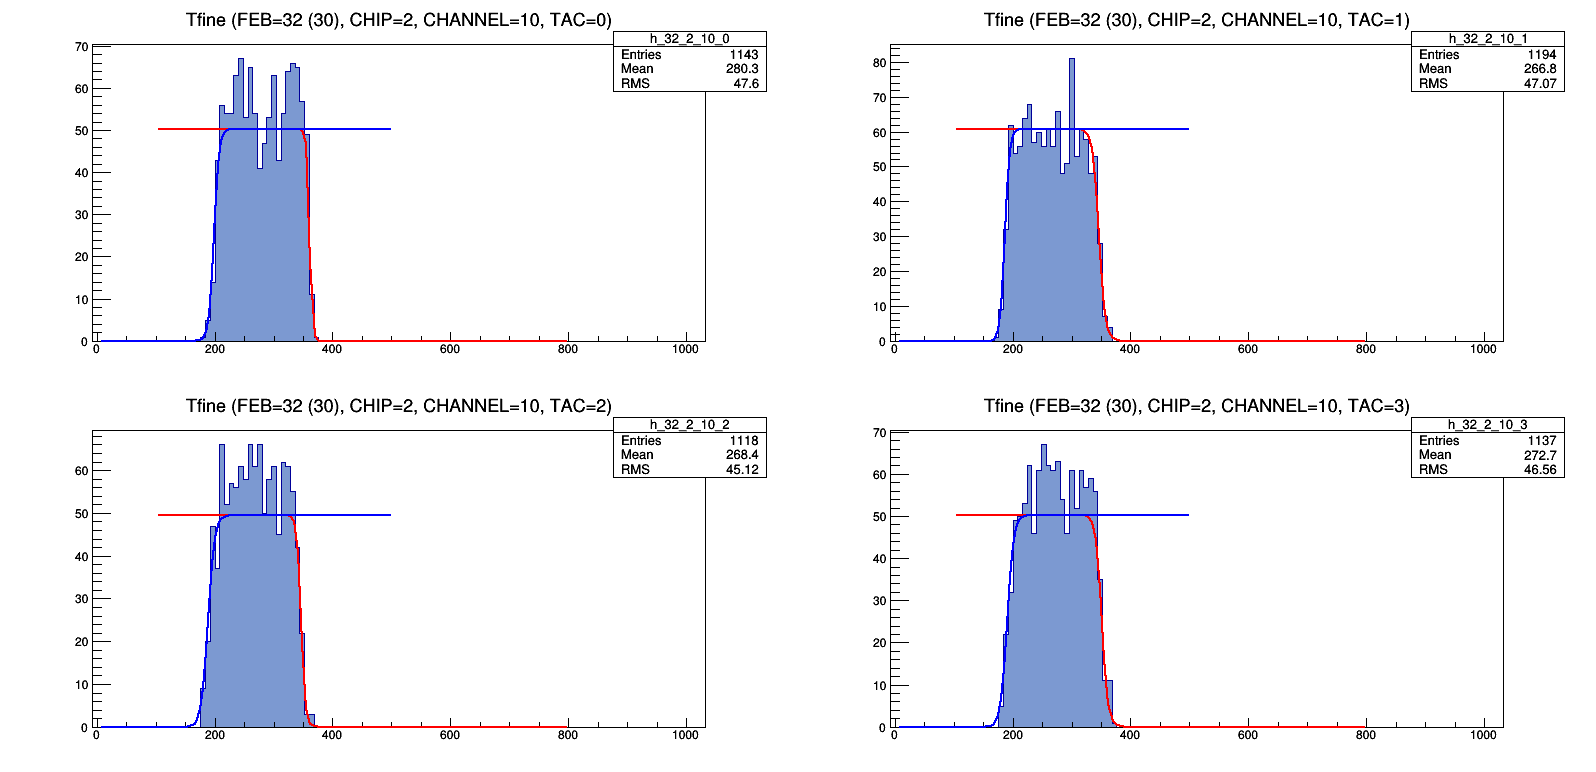 Tfine (FEB=32 (30), CHIP=2, CHANNEL=10, TAC=0)
h_32_2_10_0
Entries 1143
Mean 280.3
RMS 47.6
70
60
50
40
30
20
10
0
0 200 400 600 800 1000
Tfine (FEB=32 (30), CHIP=2, CHANNEL=10, TAC=1)
h_32_2_10_1
Entries 1194
Mean 266.8
RMS 47.07
80
70
60
50
40
30
20
10
0
0 200 400 600 800 1000
Tfine (FEB=32 (30), CHIP=2, CHANNEL=10, TAC=2)
h_32_2_10_2
Entries 1118
Mean 268.4
RMS 45.12
60
50
40
30
20
10
0
0 200 400 600 800 1000
Tfine (FEB=32 (30), CHIP=2, CHANNEL=10, TAC=3)
h_32_2_10_3
Entries 1137
Mean 272.7
RMS 46.56
70
60
50
40
30
20
10
0
0 200 400 600 800 1000